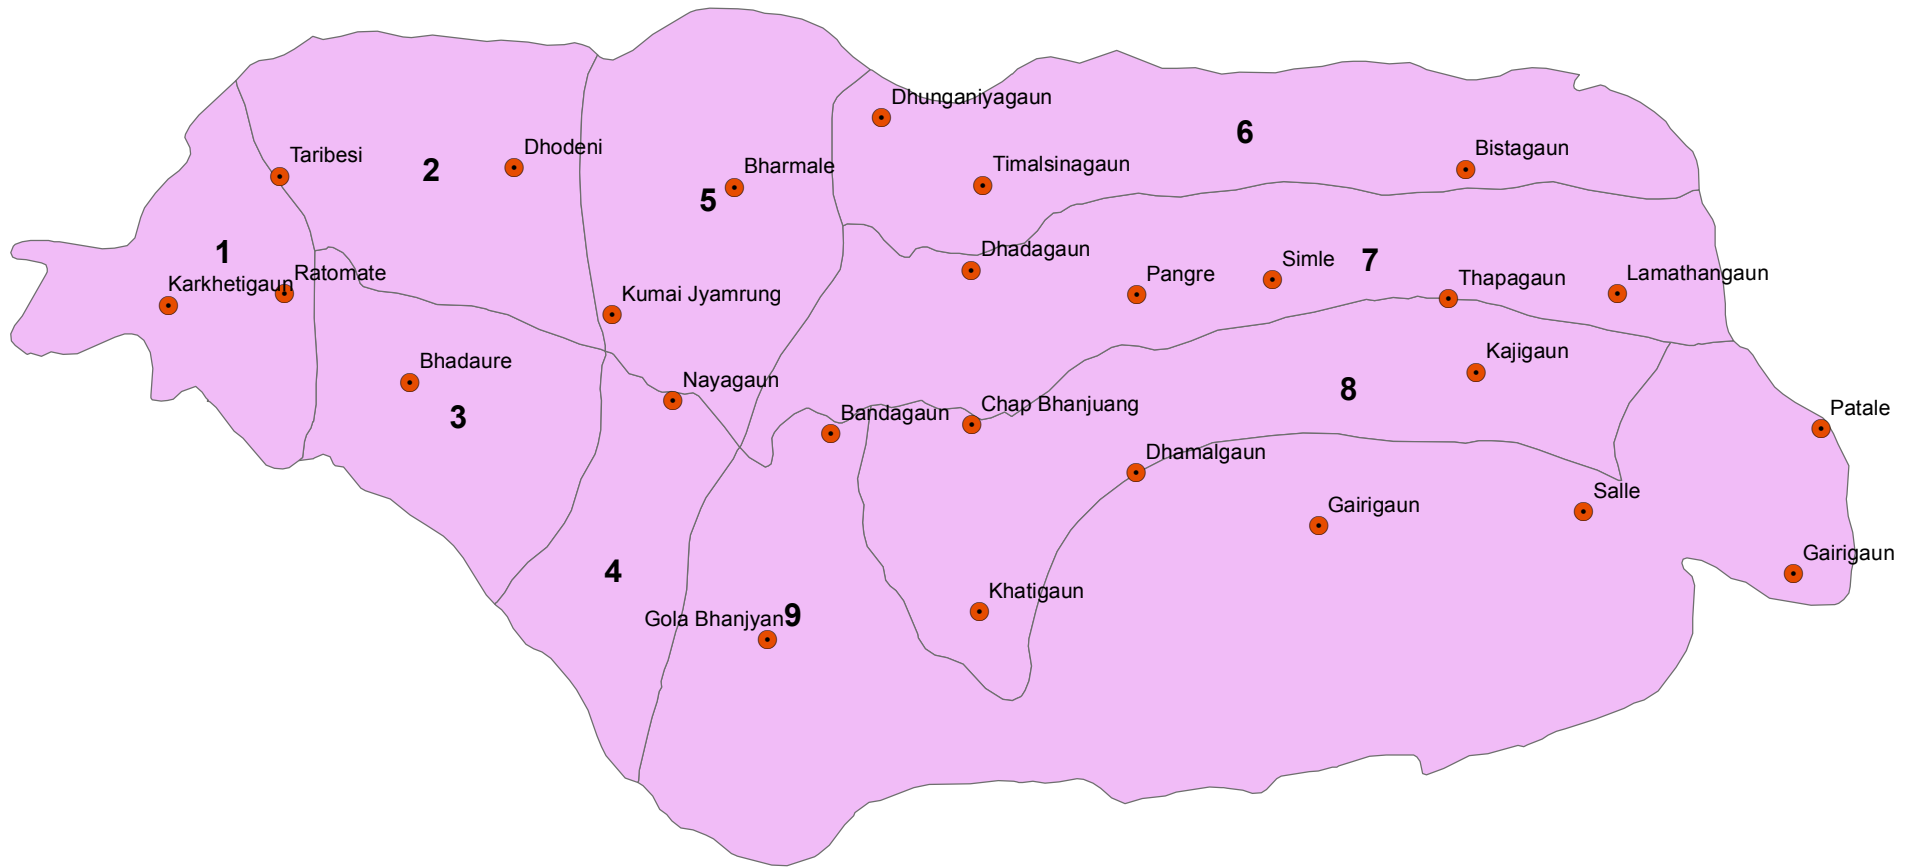 Dhunganiyagaun
6
Taribesi
Dhodeni
Bistagaun
2
Bharmale
Timalsinagaun
5
1
Dhadagaun
Simle
7
Ratomate
Pangre
Thapagaun
Lamathangaun
Karkhetigaun
Kumai Jyamrung
Bhadaure
Kajigaun
Nayagaun
8
3
Bandagaun
Chap Bhanjuang
Patale
Dhamalgaun
Salle
Gairigaun
Gairigaun
4
Khatigaun
Gola Bhanjyan
9